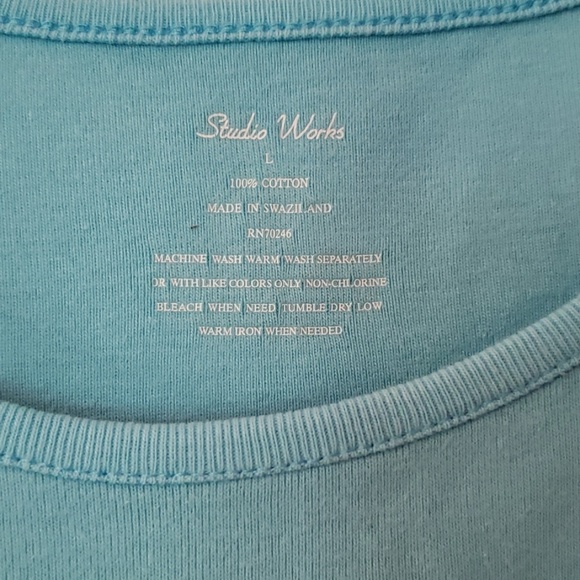 Studio Works
L
100% COTTON
MADE IN SWAZILAND
RN70246
MACHINE WASH WARM WASH SEPARATELY
OR WITH LIKE COLORS ONLY NON-CHLORINE
BLEACH WHEN NEED TUMBLE DRY LOW
WARM IRON WHEN NEEDED